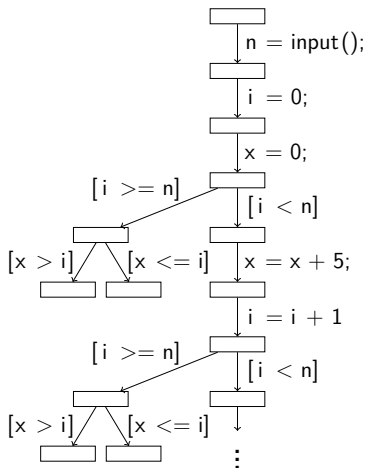 n = input();
i = 0;
x = 0;
[i >= n]
[i < n]
[x > i]
[x <= i]
x = x + 5;
i = i + 1
[i >= n]
[i < n]
[x > i]
[x <= i]
⋮